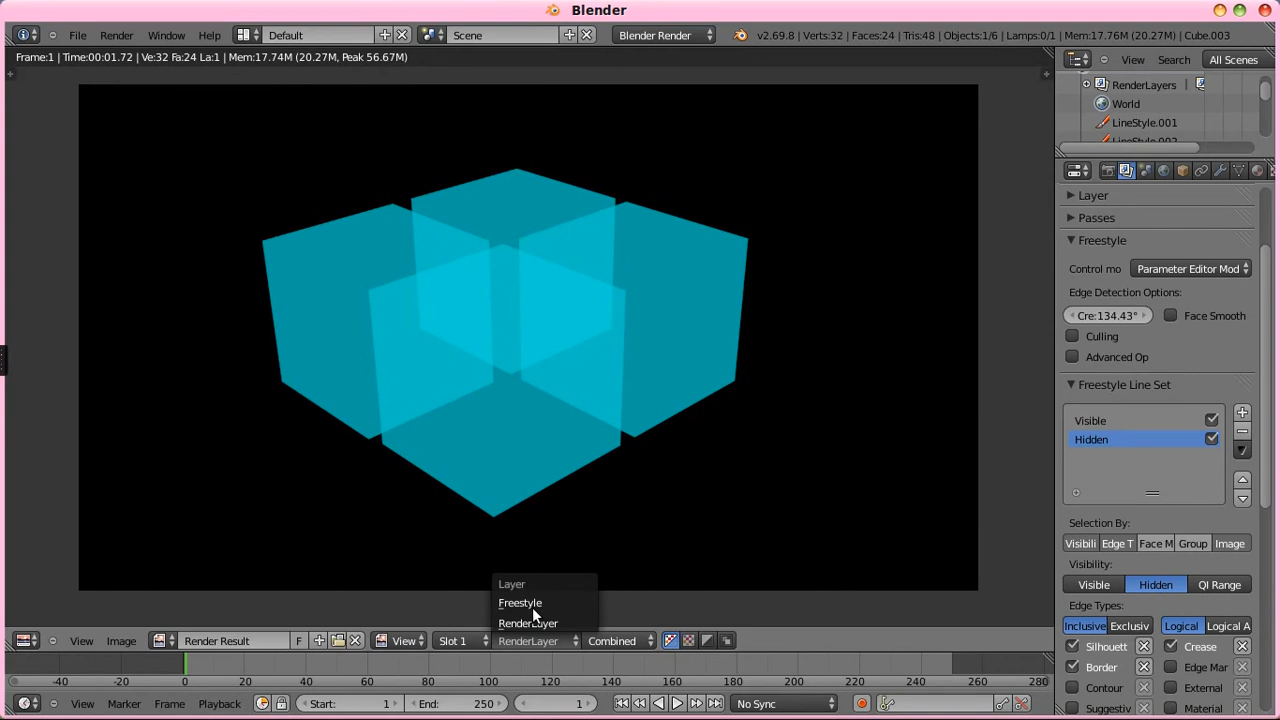 Blender
File Render Window Help Default Scene Blender Render v2.69.8 | Verts:32 | Faces:24 | Tris:48 | Objects:1/6 | Lamps:0/1 | Mem:17.76M (20.27M) | Cube.003
Frame:1 | Time:00:01.72 | Ve:32 Fa:24 La:1 | Mem:17.74M (20.27M, Peak 56.67M)
View Search All Scenes
RenderLayers
World
LineStyle.001
LineStyle.002
Layer
Passes
Freestyle
Control mo Parameter Editor Mod
Edge Detection Options:
Cre:134.43° Face Smooth
Culling
Advanced Op
Freestyle Line Set
Visible
Hidden
Selection By:
Visibili Edge T Face M Group Image
Visibility:
Visible Hidden QI Range
Edge Types:
Inclusive Exclusiv Logical Logical A
Silhouett Crease
Border Edge Mar
Contour External
Suggestiv Material
Layer
Freestyle
RenderLayer
View Image Render Result F View Slot 1 RenderLayer Combined
-40 -20 0 20 40 60 80 100 120 140 160 180 200 220 240 260 280
View Marker Frame Playback Start: 1 End: 250 1 No Sync